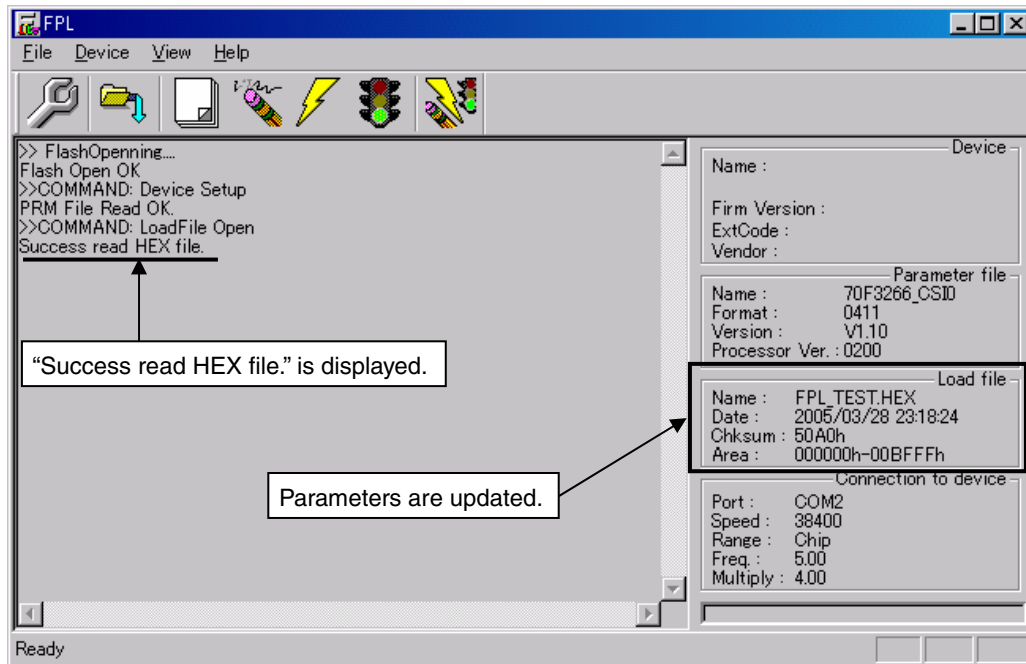 FPL
File Device View Help
>> FlashOpenning....
Flash Open OK
>>COMMAND: Device Setup
PRM File Read OK.
>>COMMAND: LoadFile Open
Success read HEX file.
“Success read HEX file.” is displayed.
Parameters are updated.
Device
Name :
Firm Version :
ExtCode :
Vendor :
Parameter file
Name : 70F3266_CSI0
Format : 0411
Version : V1.10
Processor Ver. : 0200
Load file
Name : FPL_TEST.HEX
Date : 2005/03/28 23:18:24
Chksum : 50A0h
Area : 000000h-00BFFFh
Connection to device
Port : COM2
Speed : 38400
Range : Chip
Freq. : 5.00
Multiply : 4.00
Ready